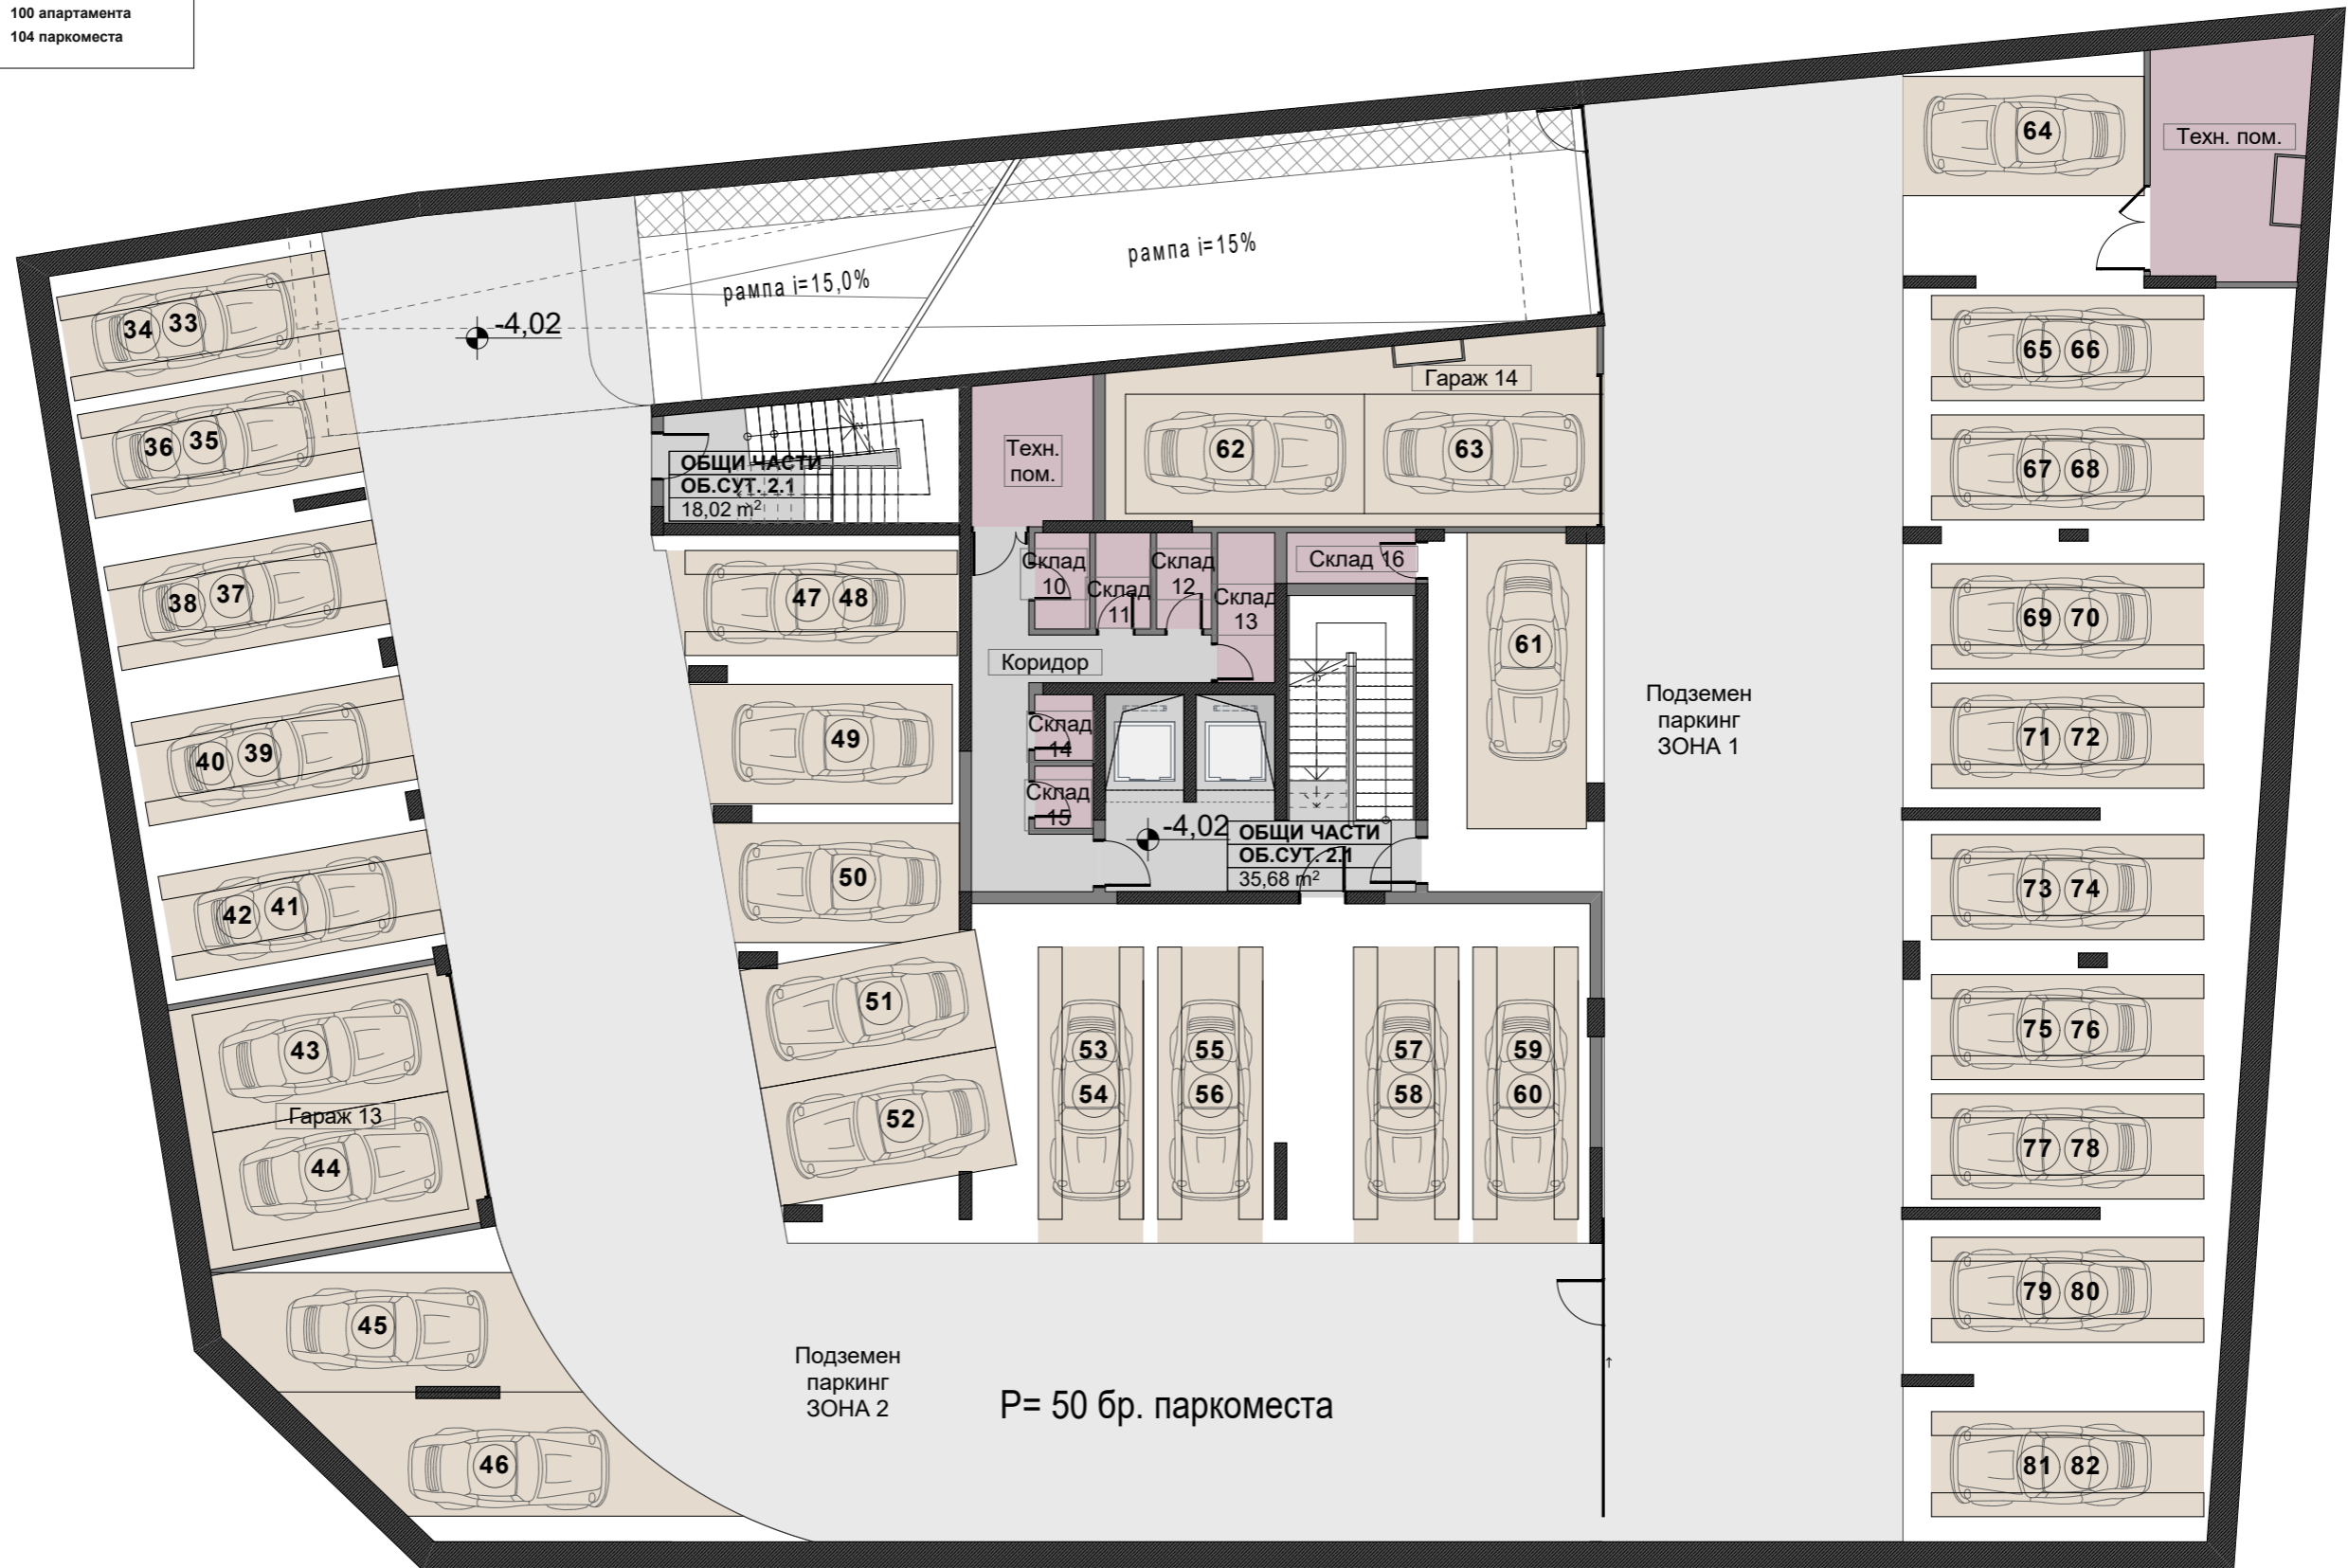 100 апартамента
104 паркоместа
64
Техн. пом.
рампа i=15%
рампа i=15,0%
34 33
-4,02
65 66
Гараж 14
36 35
62
63
Техн.
пом.
67 68
ОБЩИ ЧАСТИ
ОБ.СУТ. 2.1
18,02 m²
38 37
47 48
Склад
10
Склад
11
Склад
12
Склад
13
Склад 16
61
69 70
Коридор
40 39
49
Склад
14
Склад
15
Подземен
паркинг
ЗОНА 1
71 72
-4,02
ОБЩИ ЧАСТИ
ОБ.СУТ. 2.1
35,68 m²
42 41
50
73 74
43
51
53
54
55
56
57
58
59
60
75 76
Гараж 13
44
52
77 78
45
79 80
Подземен
паркинг
ЗОНА 2
P= 50 бр. паркоместа
46
81 82